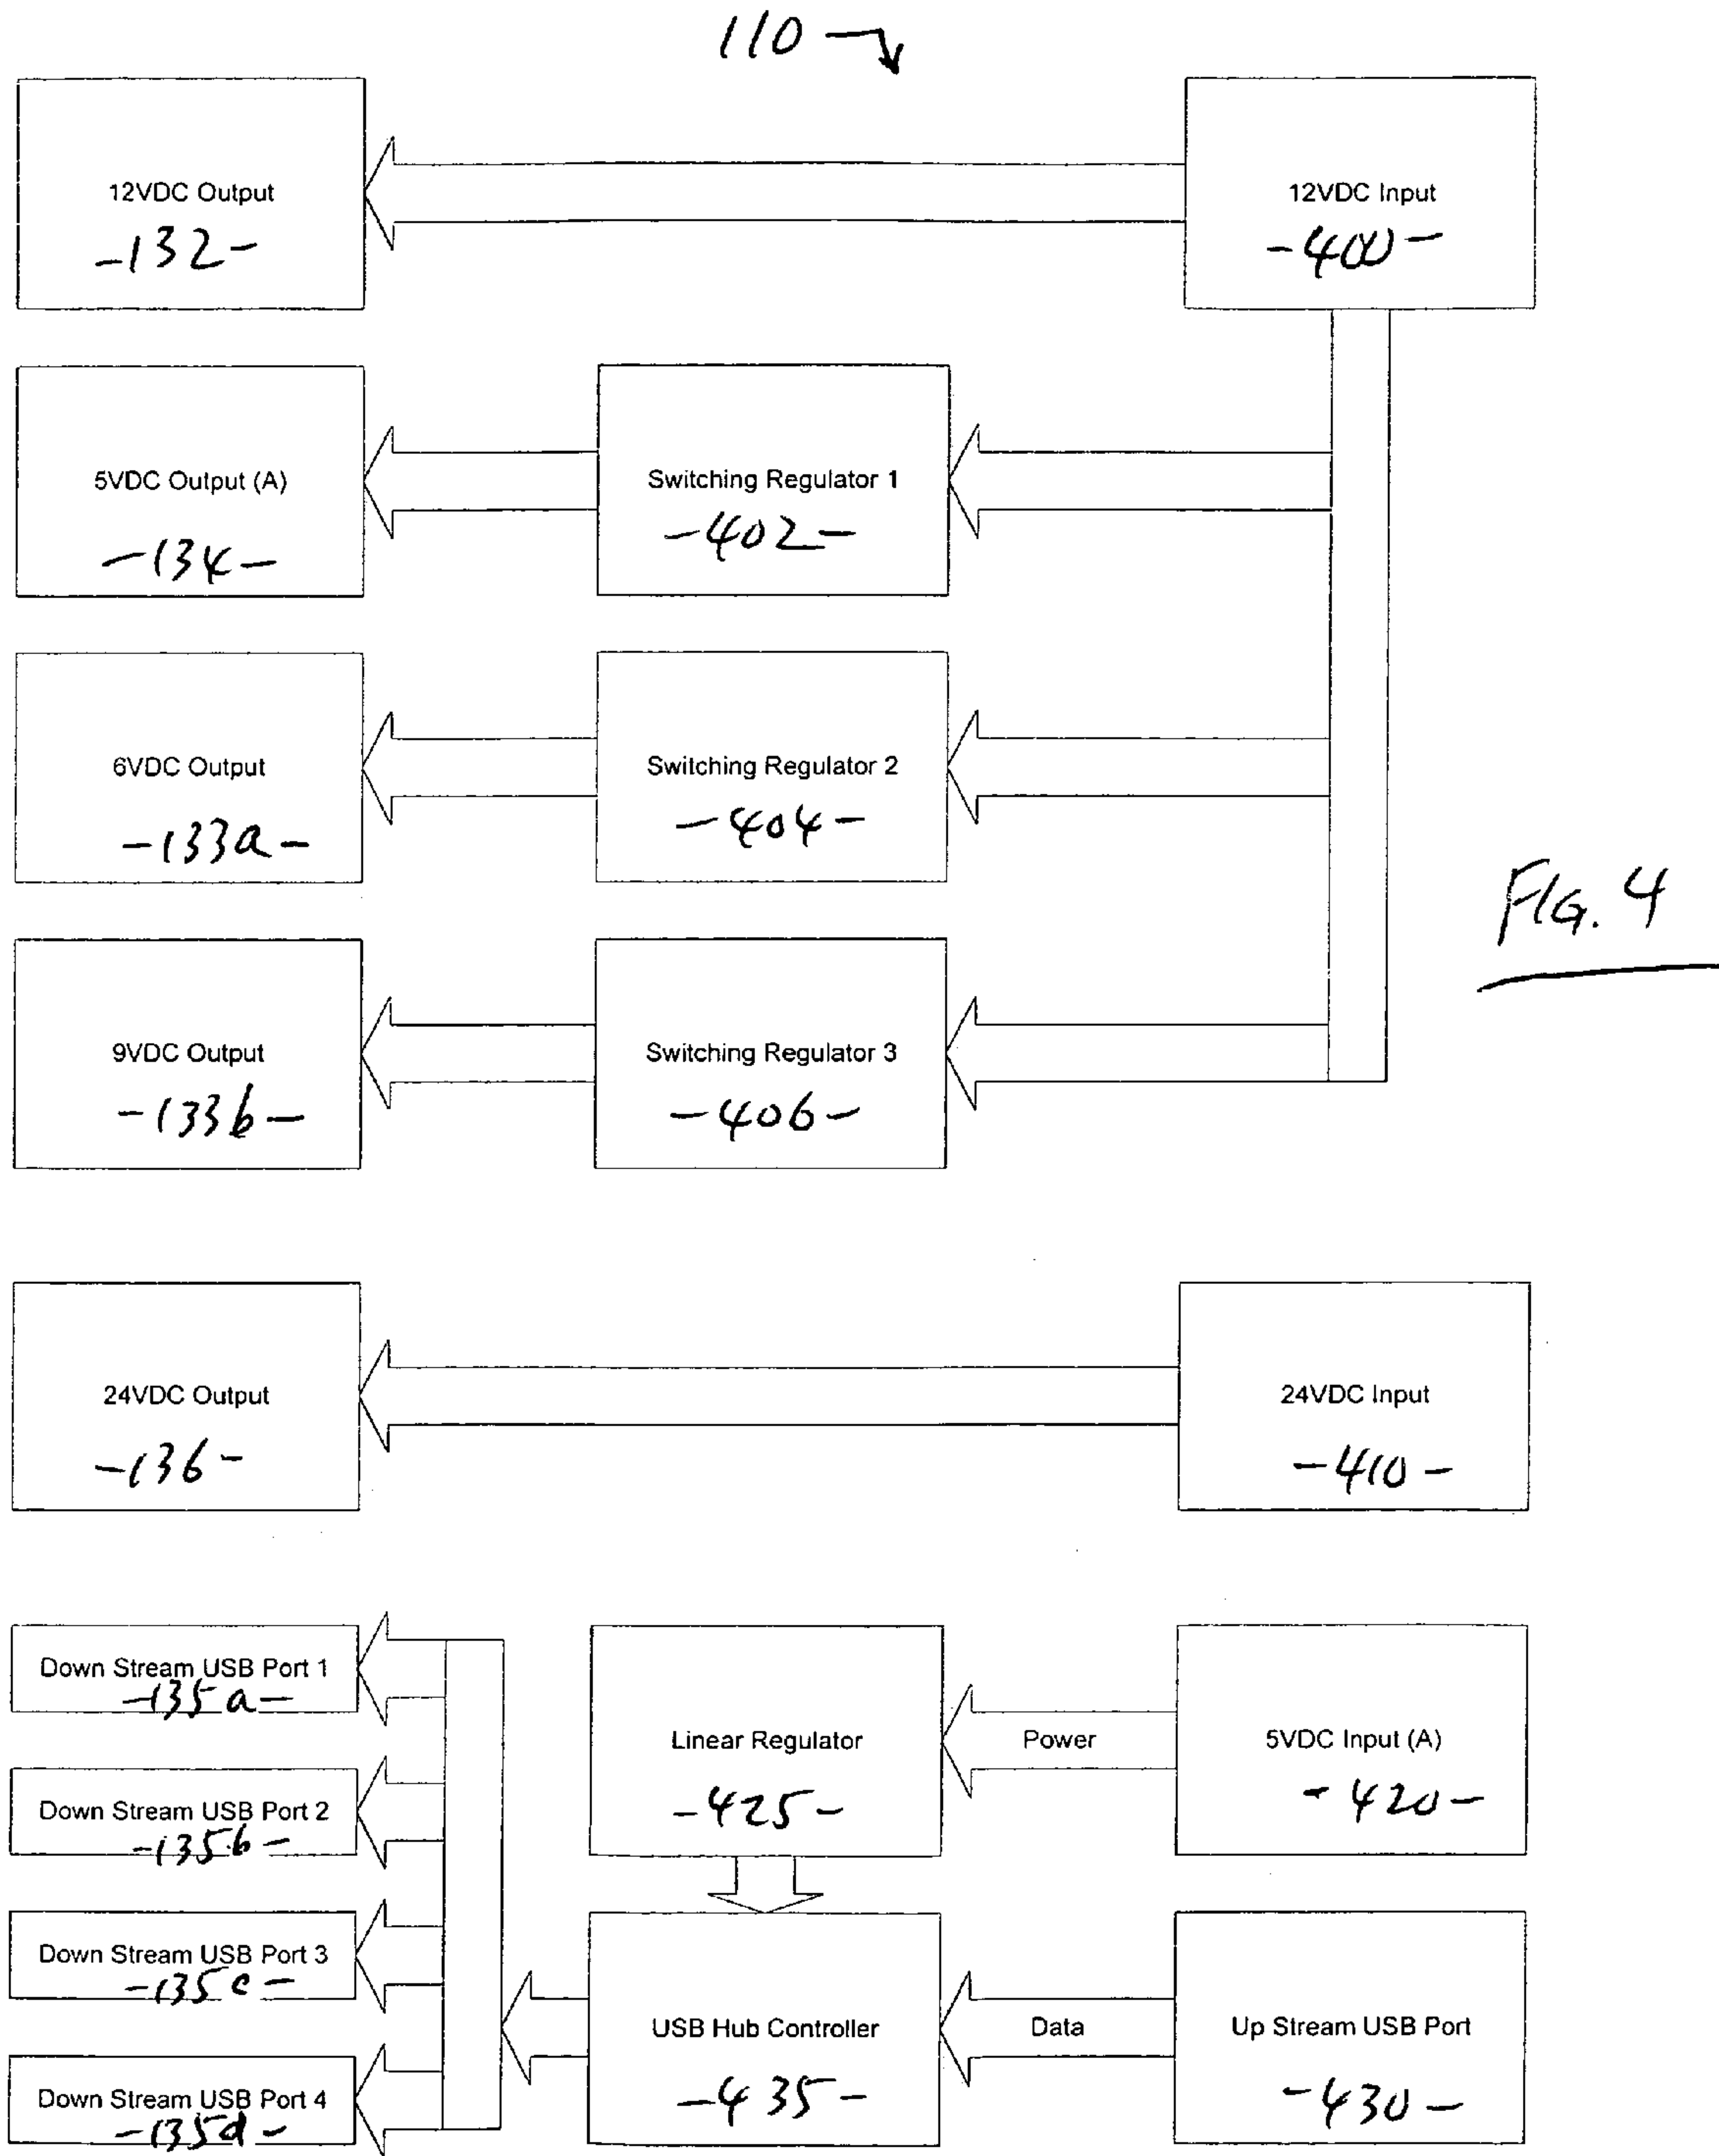 110
12VDC Output
-132-
12VDC Input
-400-
5VDC Output (A)
-134-
Switching Regulator 1
-402-
6VDC Output
-133a-
Switching Regulator 2
-404-
FIG. 4
9VDC Output
-133b-
Switching Regulator 3
-406-
24VDC Output
-136-
24VDC Input
-410-
Down Stream USB Port 1
-135a-
Linear Regulator
-425-
Power
5VDC Input (A)
-420-
Down Stream USB Port 2
-135b-
Down Stream USB Port 3
-135c-
USB Hub Controller
-435-
Data
Up Stream USB Port
-430-
Down Stream USB Port 4
-135d-